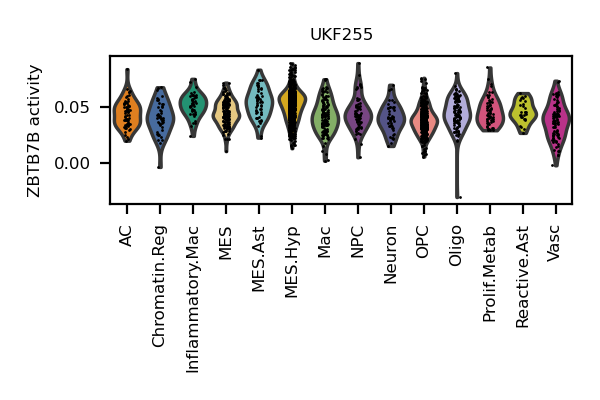 UKF255
ZBTB7B activity
0.05
0.00
AC
Chromatin.Reg
Inflammatory.Mac
MES
MES.Ast
MES.Hyp
Mac
NPC
Neuron
OPC
Oligo
Prolif.Metab
Reactive.Ast
Vasc